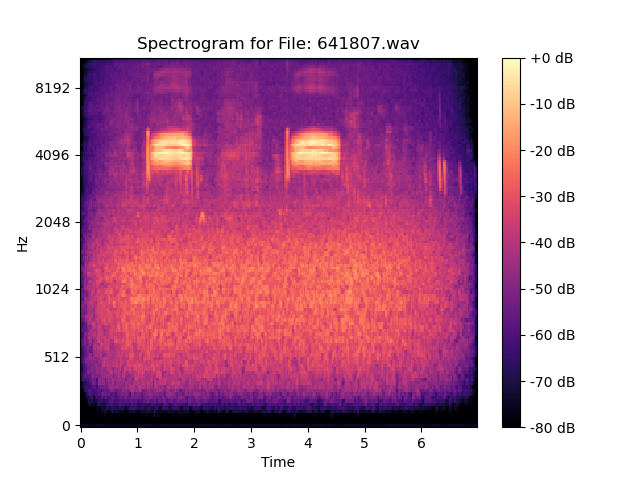 Spectrogram for File: 641807.wav
8192
4096
2048
1024
512
0
Hz
0 1 2 3 4 5 6
Time
+0 dB
-10 dB
-20 dB
-30 dB
-40 dB
-50 dB
-60 dB
-70 dB
-80 dB